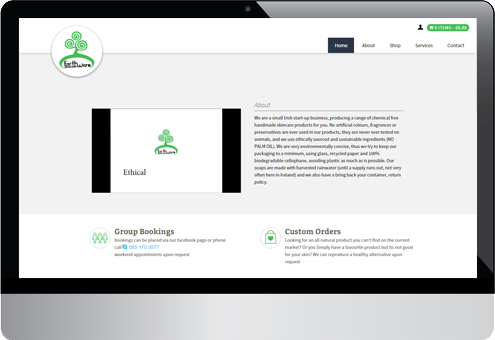 0 ITEMS - €0.00
Earth
Ware
Home About Shop Services Contact
About
We are a small Irish start-up business, producing a range of chemical free
handmade skincare products for you. No artificial colours, fragrances or
preservatives are ever used in our products, they are never ever tested on
animals, and we use ethically sourced and sustainable ingredients (NO
PALM OIL). We are very environmentally concise, thus we try to keep our
packaging to a minimum, using glass, recycled paper and 100%
biodegradable cellophane, avoiding plastic as much as is possible. Our
soaps are made with harvested rainwater (until a supply runs out, not very
often here in Ireland) and we also have a bring back your container, return
policy.
Ethical
Group Bookings
bookings can be placed via our facebook page or phone
call 085 170 3577
weekend appointments upon request
Custom Orders
Looking for an all natural product you can't find on the current
market? Or you Simply have a favourite product but its not good
for your skin? We can reproduce a healthy alternative upon
request